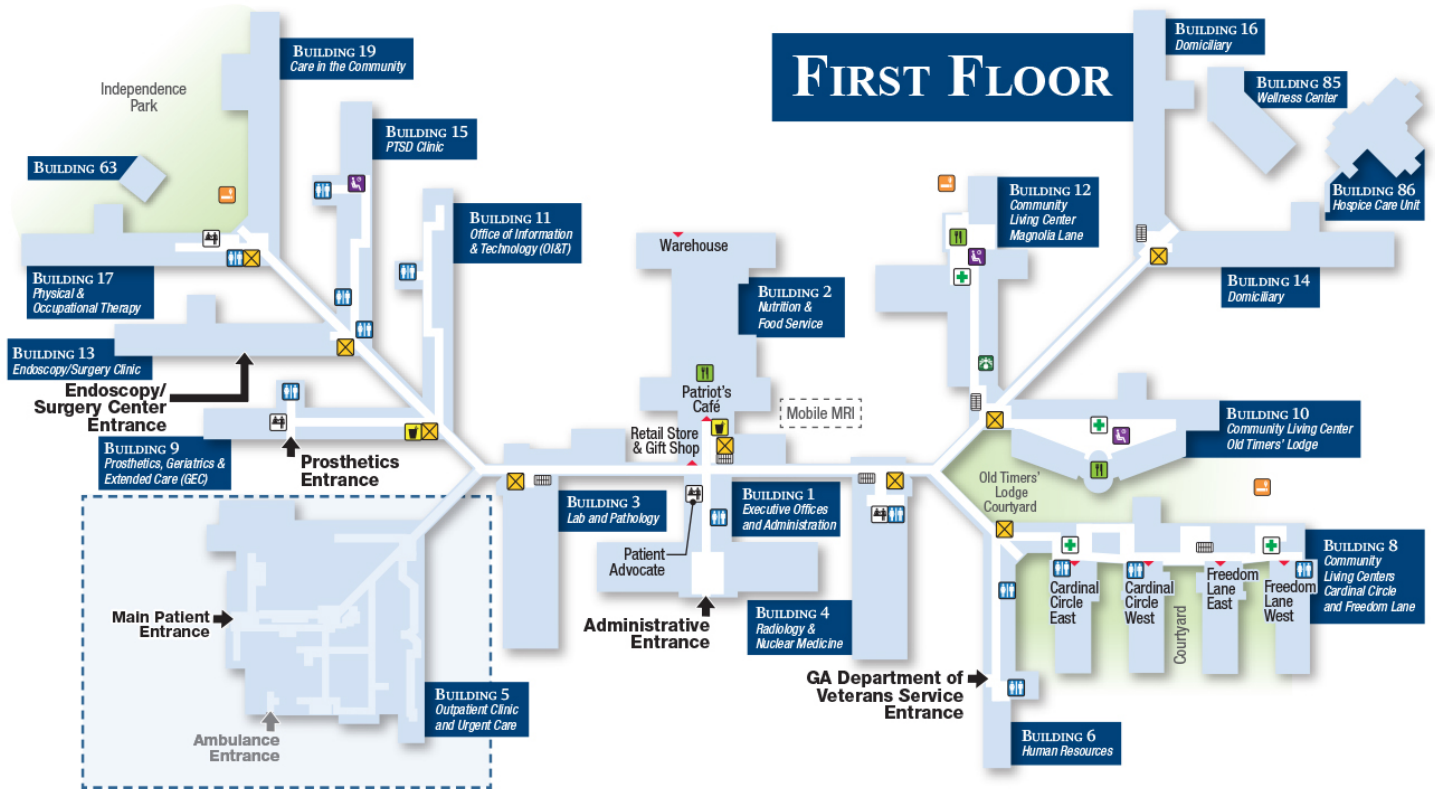 FIRST FLOOR
BUILDING 19
Care in the Community
Independence
Park
BUILDING 15
PTSD Clinic
BUILDING 63
BUILDING 11
Office of Information
& Technology (OI&T)
BUILDING 17
Physical &
Occupational Therapy
BUILDING 13
Endoscopy/Surgery Clinic
Endoscopy/
Surgery Center
Entrance
BUILDING 9
Prosthetics, Geriatrics &
Extended Care (GEC)
Prosthetics
Entrance
Main Patient
Entrance
Ambulance
Entrance
BUILDING 5
Outpatient Clinic
and Urgent Care
Warehouse
BUILDING 2
Nutrition &
Food Service
Patriot's
Café
Mobile MRI
Retail Store
& Gift Shop
BUILDING 3
Lab and Pathology
BUILDING 1
Executive Offices
and Administration
Patient
Advocate
Administrative
Entrance
BUILDING 4
Radiology &
Nuclear Medicine
BUILDING 16
Domiciliary
BUILDING 85
Wellness Center
BUILDING 86
Hospice Care Unit
BUILDING 12
Community
Living Center
Magnolia Lane
BUILDING 14
Domiciliary
BUILDING 10
Community Living Center
Old Timers' Lodge
Old Timers'
Lodge
Courtyard
BUILDING 8
Community
Living Centers
Cardinal Circle
and Freedom Lane
Cardinal
Circle
East
Cardinal
Circle
West
Courtyard
Freedom
Lane
East
Freedom
Lane
West
GA Department of
Veterans Service
Entrance
BUILDING 6
Human Resources